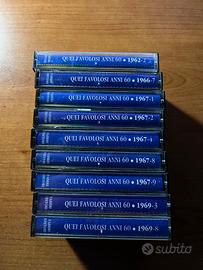 QUEI FAVOLOSI ANNI 60 • 1962-2
QUEI FAVOLOSI ANNI 60 • 1966-7
QUEI FAVOLOSI ANNI 60 • 1967-1
QUEI FAVOLOSI ANNI 60 • 1967-2
QUEI FAVOLOSI ANNI 60 • 1967-4
QUEI FAVOLOSI ANNI 60 • 1967-8
QUEI FAVOLOSI ANNI 60 • 1967-9
QUEI FAVOLOSI ANNI 60 • 1969-3
QUEI FAVOLOSI ANNI 60 • 1969-8
subito